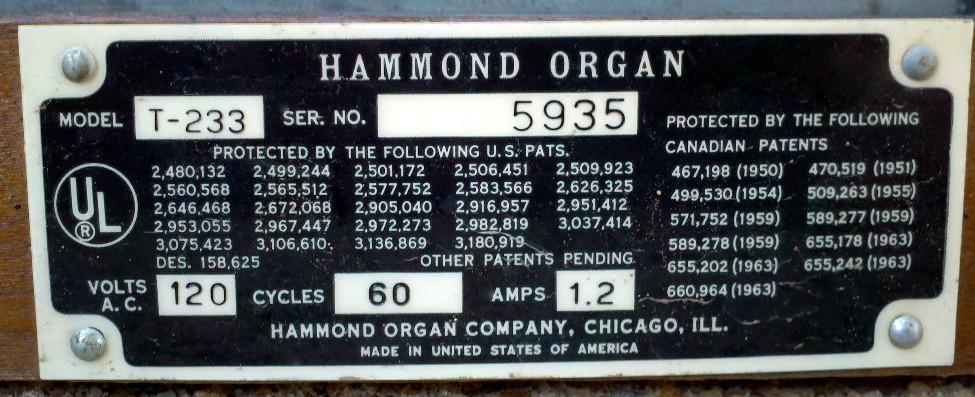 HAMMOND ORGAN
MODEL T-233 SER. NO. 5935
PROTECTED BY THE FOLLOWING U.S. PATS.
2,480,132 2,499,244 2,501,172 2,506,451 2,509,923
2,560,568 2,565,512 2,577,752 2,583,566 2,626,325
2,646,468 2,672,068 2,905,040 2,916,957 2,951,412
2,953,055 2,967,447 2,972,273 2,982,819 3,037,414
3,075,423 3,106,610 3,136,869 3,180,919
DES. 158,625 OTHER PATENTS PENDING
UL
®
PROTECTED BY THE FOLLOWING
CANADIAN PATENTS
467,198 (1950) 470,519 (1951)
499,530 (1954) 509,263 (1955)
571,752 (1959) 589,277 (1959)
589,278 (1959) 655,178 (1963)
655,202 (1963) 655,242 (1963)
660,964 (1963)
VOLTS A.C. 120 CYCLES 60 AMPS 1.2
HAMMOND ORGAN COMPANY, CHICAGO, ILL.
MADE IN UNITED STATES OF AMERICA